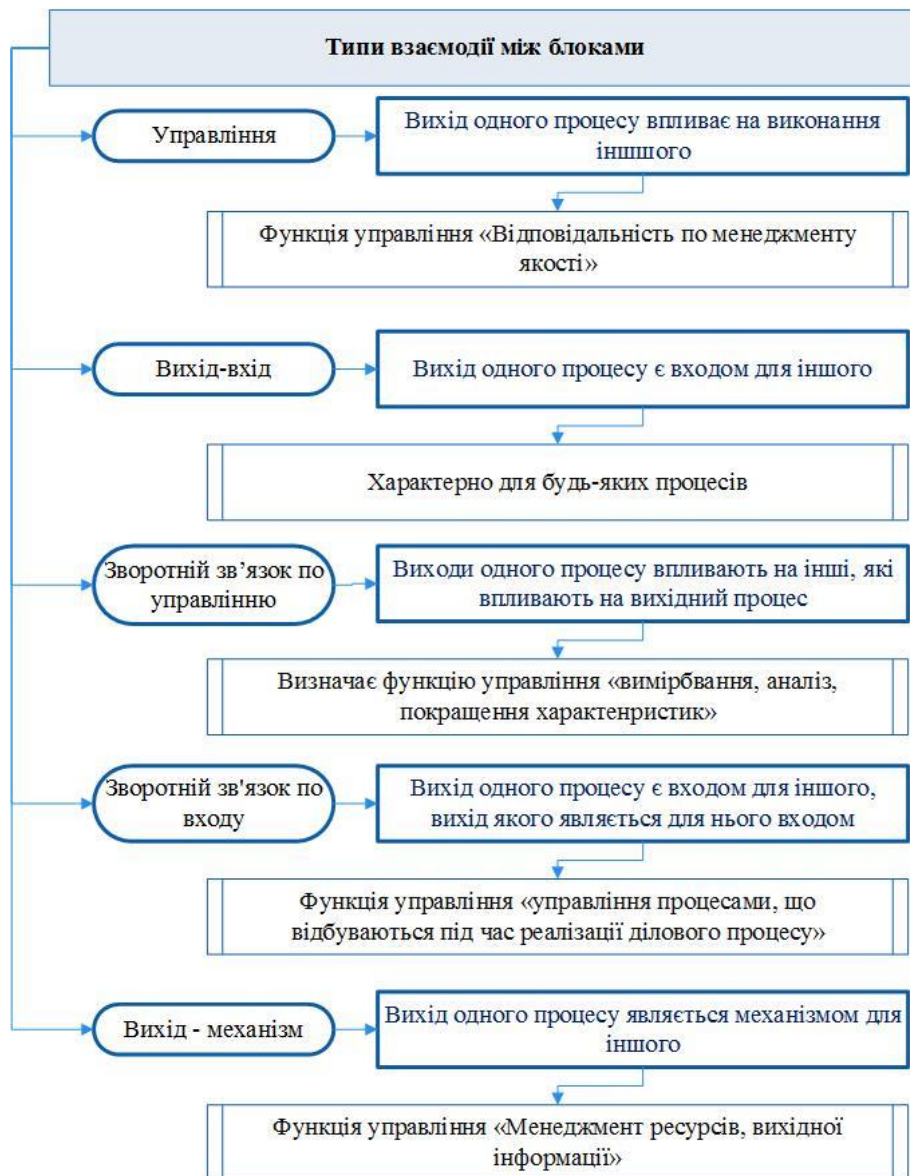 Типи взаємодії між блоками
Управління
Вихід одного процесу впливає на виконання
іншшого
Функція управління «Відповідальність по менеджменту
якості»
Вихід-вхід
Вихід одного процесу є входом для іншого
Характерно для будь-яких процесів
Зворотній зв’язок по
управлінню
Виходи одного процесу впливають на інші, які
впливають на вихідний процес
Визначає функцію управління «вимірбвання, аналіз,
покращення характенристик»
Зворотній зв'язок по
входу
Вихід одного процесу є входом для іншого,
вихід якого являється для нього входом
Функція управління «управління процесами, що
відбуваються під час реалізації ділового процесу»
Вихід - механізм
Вихід одного процесу являється механізмом для
іншого
Функція управління «Менеджмент ресурсів, вихідної
інформації»